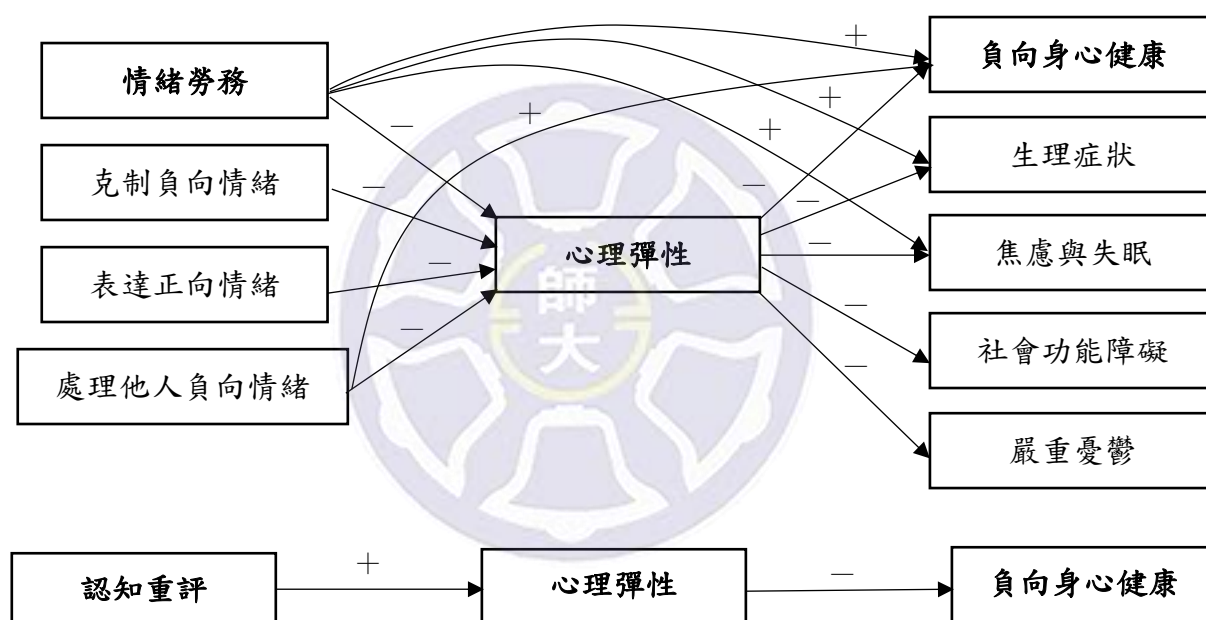 情緒勞務
克制負向情緒
表達正向情緒
處理他人負向情緒
心理彈性
負向身心健康
生理症狀
焦慮與失眠
社會功能障礙
嚴重憂鬱
＋
＋
＋
＋
－
－
－
－
－
－
－
－
－
師大
認知重評
＋
心理彈性
－
負向身心健康